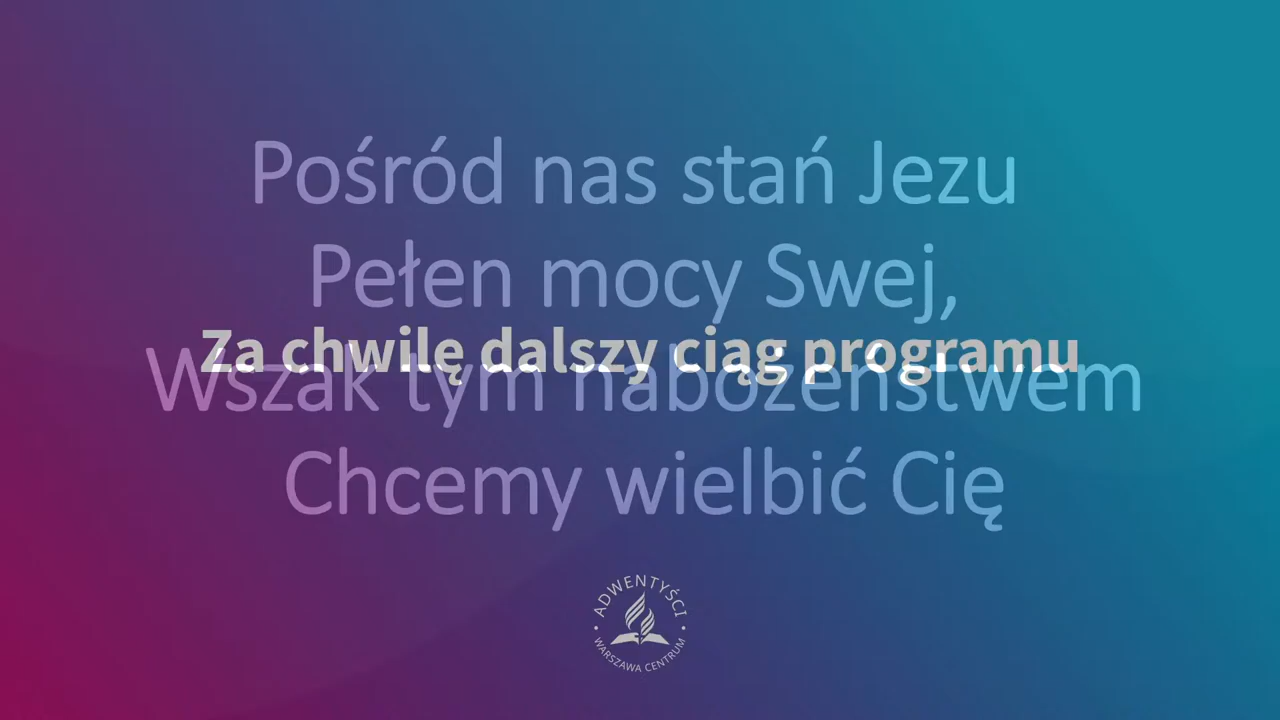 Pośród nas stań Jezu
Pełen mocy Swej,
Za chwilę dalszy ciąg programu
Wszak tym nabożeństwem
Chcemy wielbić Cię
ADWENTYŚCI
WARSZAWA CENTRUM